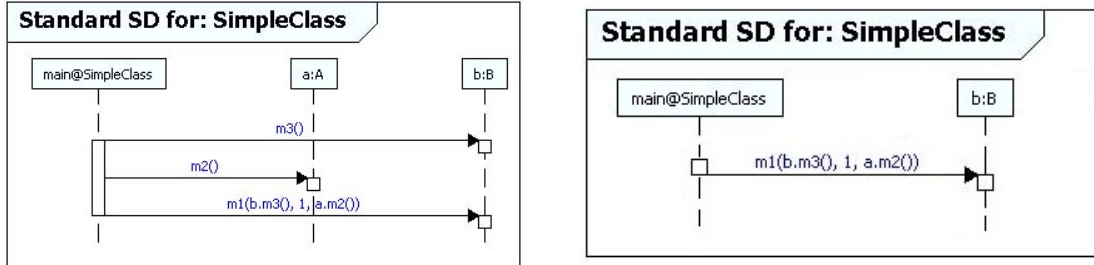 Standard SD for: SimpleClass
main@SimpleClass
a:A
b:B
m3()
m2()
m1(b.m3(), 1, a.m2())
Standard SD for: SimpleClass
main@SimpleClass
b:B
m1(b.m3(), 1, a.m2())